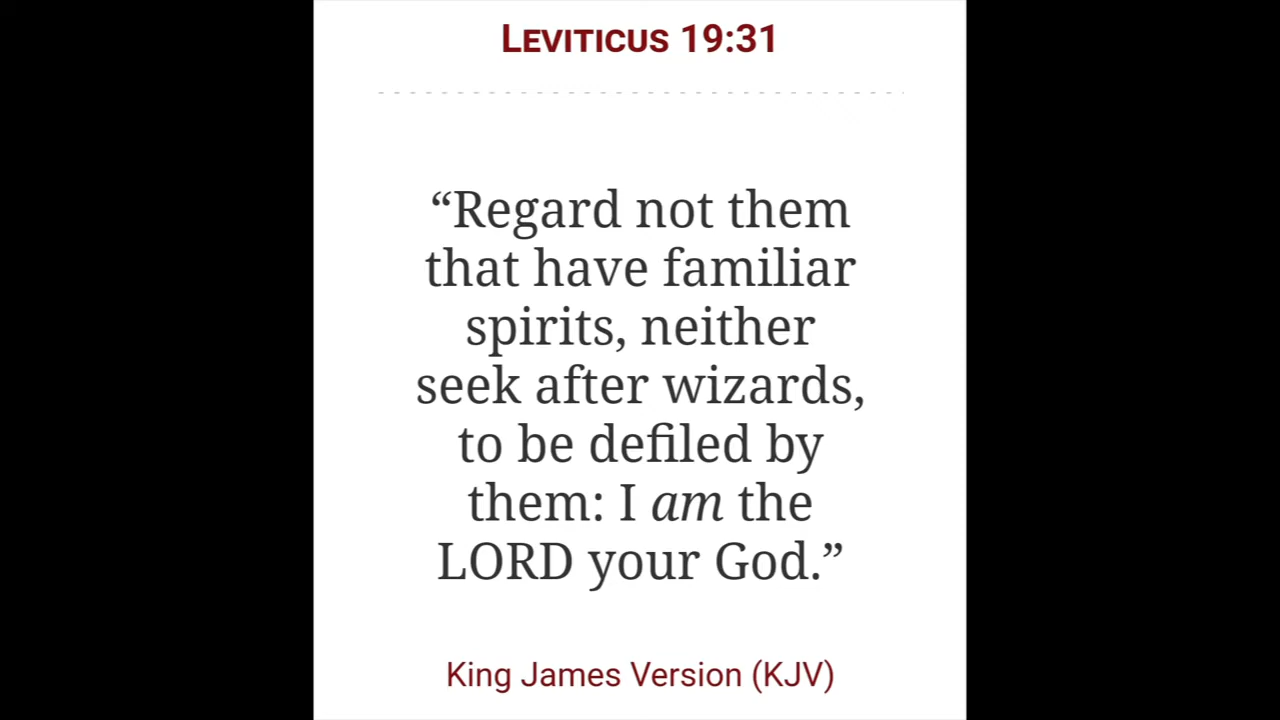 Leviticus 19:31
“Regard not them
that have familiar
spirits, neither
seek after wizards,
to be defiled by
them: I am the
LORD your God.”
King James Version (KJV)